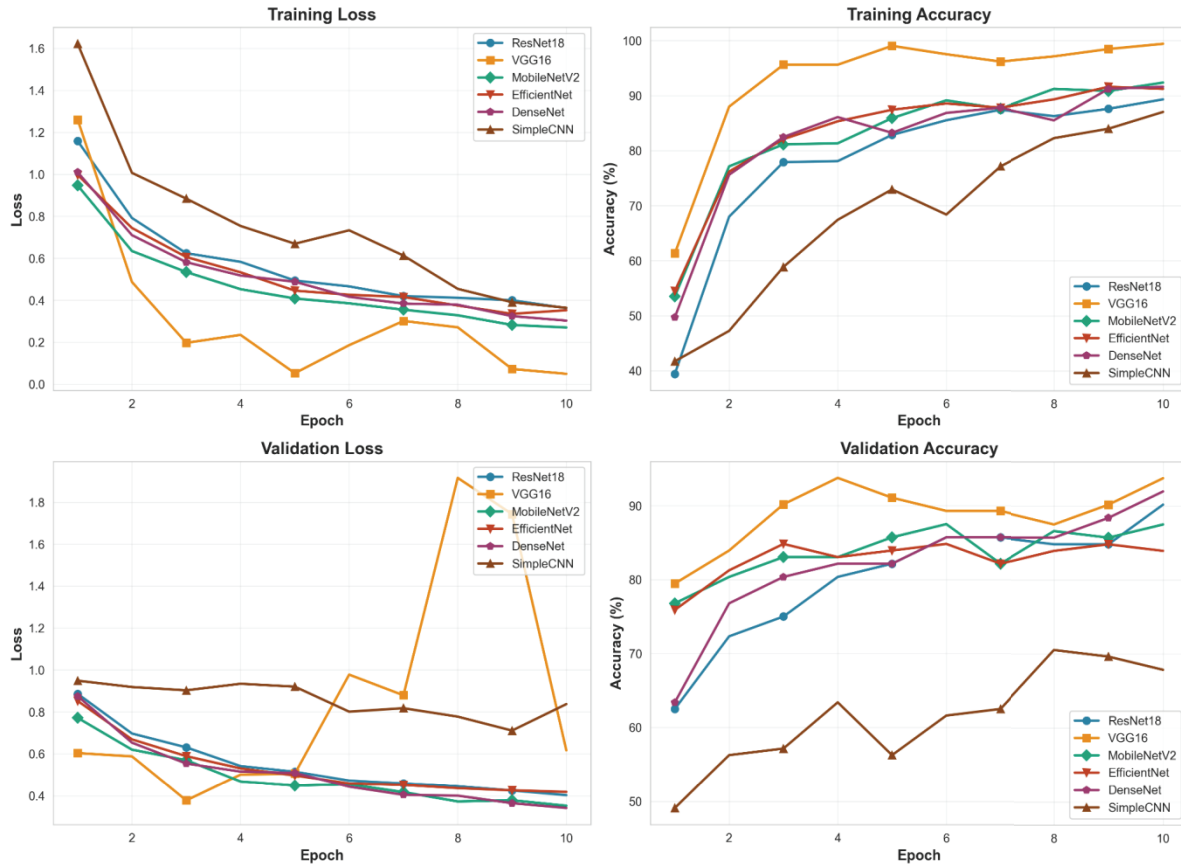 Training Loss
Loss
1.6
1.4
1.2
1.0
0.8
0.6
0.4
0.2
0.0
ResNet18
VGG16
MobileNetV2
EfficientNet
DenseNet
SimpleCNN
2 4 6 8 10
Epoch
Training Accuracy
Accuracy (%)
100
90
80
70
60
50
40
ResNet18
VGG16
MobileNetV2
EfficientNet
DenseNet
SimpleCNN
2 4 6 8 10
Epoch
Validation Loss
Loss
1.8
1.6
1.4
1.2
1.0
0.8
0.6
0.4
ResNet18
VGG16
MobileNetV2
EfficientNet
DenseNet
SimpleCNN
2 4 6 8 10
Epoch
Validation Accuracy
Accuracy (%)
90
80
70
60
50
ResNet18
VGG16
MobileNetV2
EfficientNet
DenseNet
SimpleCNN
2 4 6 8 10
Epoch